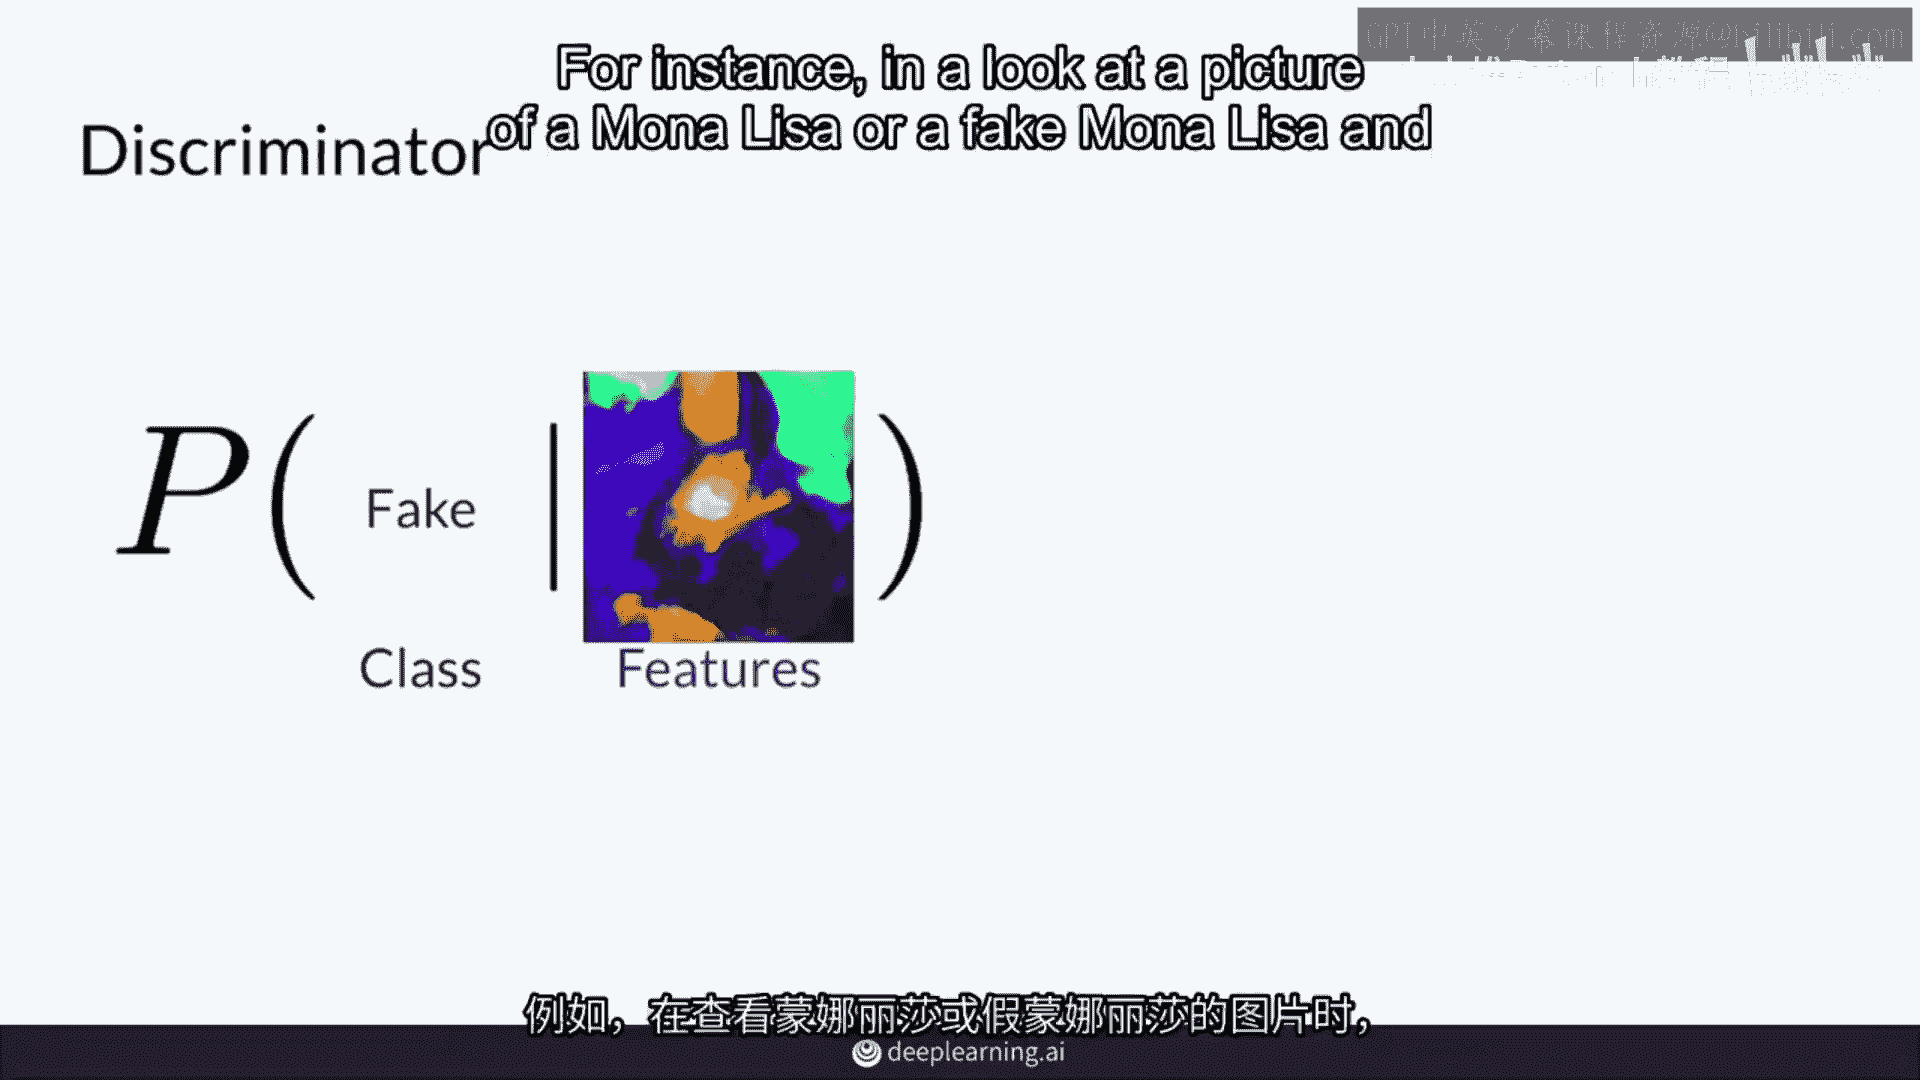 For instance, in a look at a picture
of a Mona Lisa or a fake Mona Lisa and
Discriminator
P( Fake | )
Class Features
例如，在查看蒙娜丽莎或假蒙娜丽莎的图片时，
deeplearning.ai